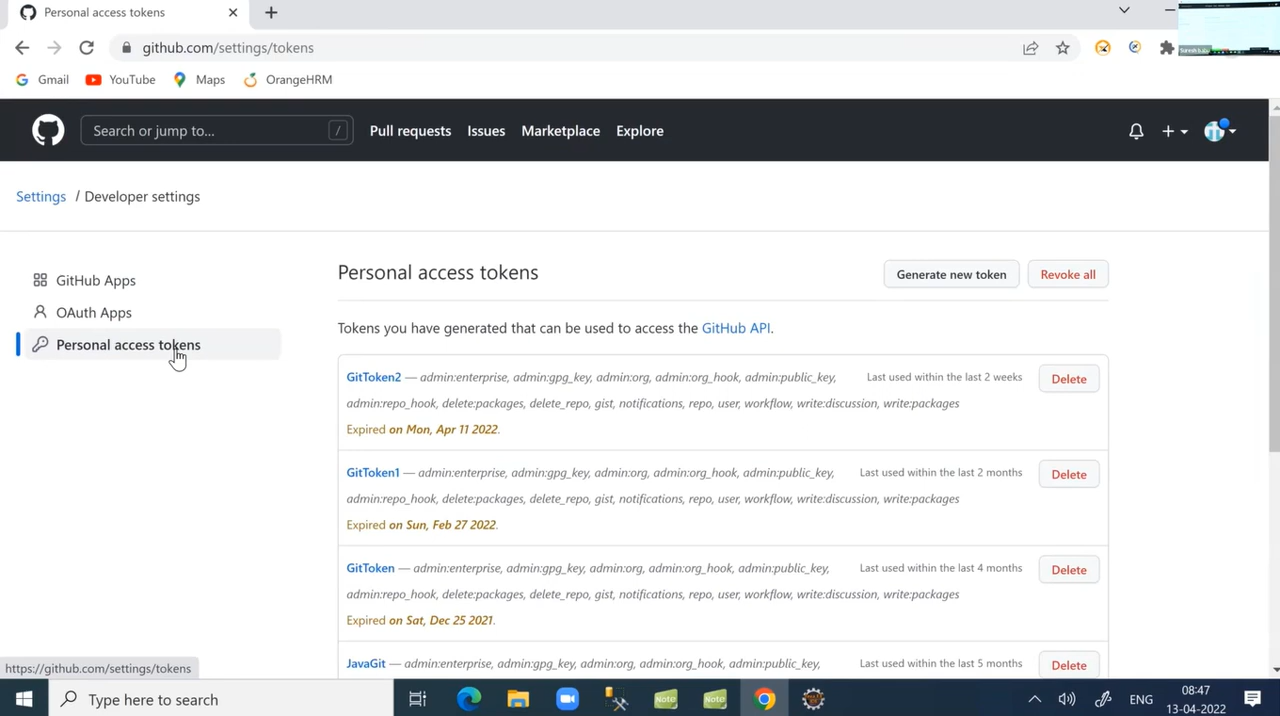 Personal access tokens
github.com/settings/tokens
Gmail YouTube Maps OrangeHRM
Search or jump to... / Pull requests Issues Marketplace Explore
Settings / Developer settings
GitHub Apps
OAuth Apps
Personal access tokens
Personal access tokens Generate new token Revoke all
Tokens you have generated that can be used to access the GitHub API.
GitToken2 — admin:enterprise, admin:gpg_key, admin:org, admin:org_hook, admin:public_key, Last used within the last 2 weeks Delete
admin:repo_hook, delete:packages, delete_repo, gist, notifications, repo, user, workflow, write:discussion, write:packages
Expired on Mon, Apr 11 2022.
GitToken1 — admin:enterprise, admin:gpg_key, admin:org, admin:org_hook, admin:public_key, Last used within the last 2 months Delete
admin:repo_hook, delete:packages, delete_repo, gist, notifications, repo, user, workflow, write:discussion, write:packages
Expired on Sun, Feb 27 2022.
GitToken — admin:enterprise, admin:gpg_key, admin:org, admin:org_hook, admin:public_key, Last used within the last 4 months Delete
admin:repo_hook, delete:packages, delete_repo, gist, notifications, repo, user, workflow, write:discussion, write:packages
Expired on Sat, Dec 25 2021.
JavaGit — admin:enterprise, admin:gpg_key, admin:org, admin:org_hook, admin:public_key, Last used within the last 5 months Delete
https://github.com/settings/tokens
Type here to search
Note Note
ENG
08:47
13-04-2022